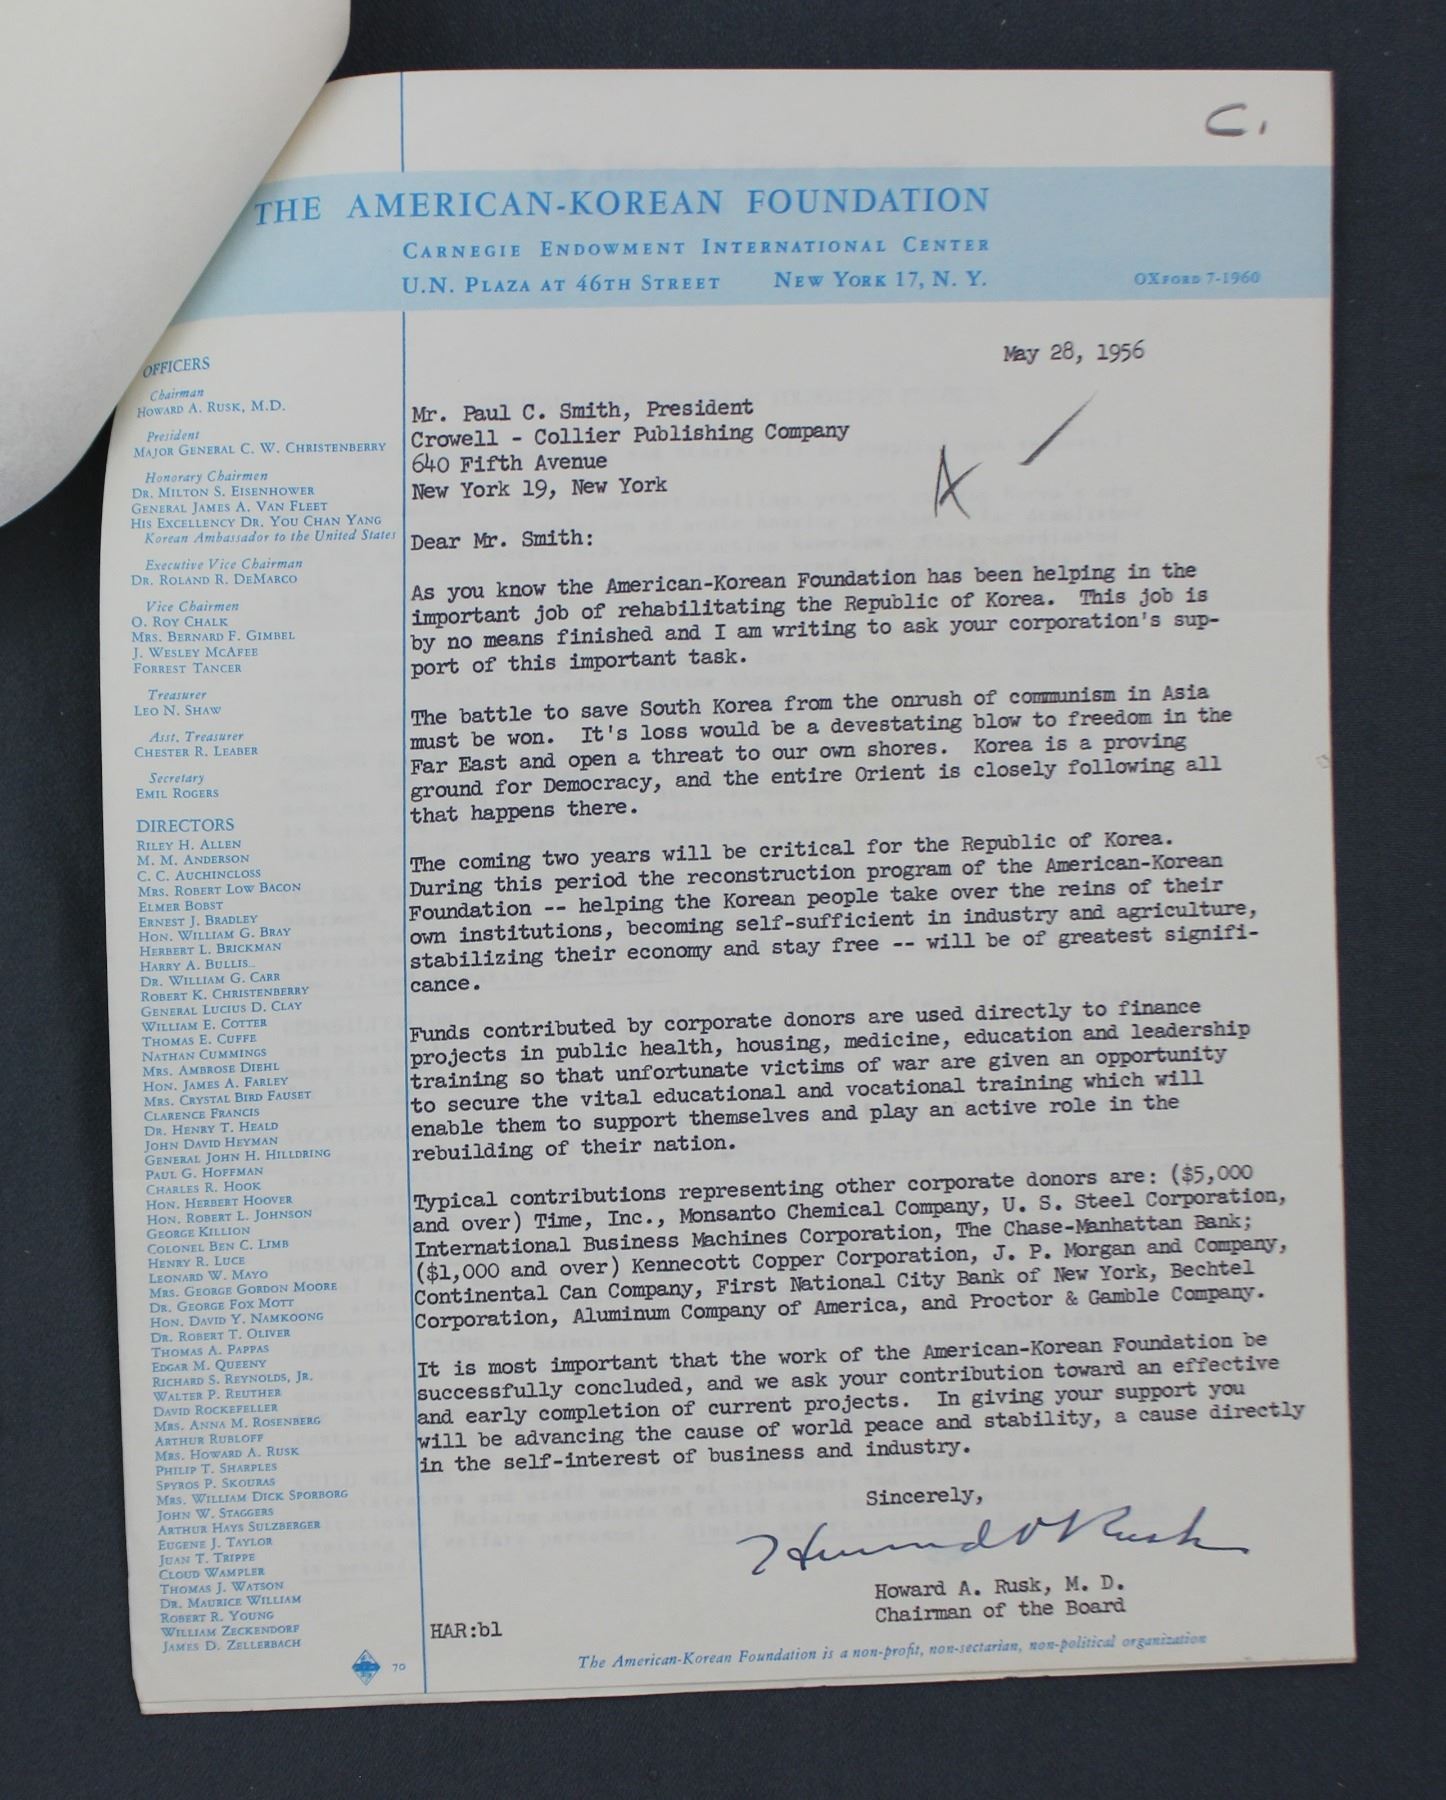 C.
THE AMERICAN-KOREAN FOUNDATION
CARNEGIE ENDOWMENT INTERNATIONAL CENTER
U.N. PLAZA AT 46TH STREET NEW YORK 17, N. Y.
OXFORD 7-1960
OFFICERS
Chairman
HOWARD A. RUSK, M.D.
President
MAJOR GENERAL C. W. CHRISTENBERRY
Honorary Chairmen
DR. MILTON S. EISENHOWER
GENERAL JAMES A. VAN FLEET
HIS EXCELLENCY DR. YOU CHAN YANG
Korean Ambassador to the United States
Executive Vice Chairman
DR. ROLAND R. DEMARCO
Vice Chairmen
O. ROY CHALK
MRS. BERNARD F. GIMBEL
J. WESLEY MCAFEE
FORREST TANCER
Treasurer
LEO N. SHAW
Asst. Treasurer
CHESTER R. LEABER
Secretary
EMIL ROGERS
DIRECTORS
RILEY H. ALLEN
M. M. ANDERSON
C. C. AUCHINCLOSS
MRS. ROBERT LOW BACON
ELMER BOBST
ERNEST J. BRADLEY
HON. WILLIAM G. BRAY
HERBERT L. BRICKMAN
HARRY A. BULLIS
DR. WILLIAM G. CARR
ROBERT K. CHRISTENBERRY
GENERAL LUCIUS D. CLAY
WILLIAM E. COTTER
THOMAS E. CUFFE
NATHAN CUMMINGS
MRS. AMBROSE DIEHL
HON. JAMES A. FARLEY
MRS. CRYSTAL BIRD FAUSET
CLARENCE FRANCIS
DR. HENRY T. HEALD
JOHN DAVID HEYMAN
GENERAL JOHN H. HILLDRING
PAUL G. HOFFMAN
CHARLES R. HOOK
HON. HERBERT HOOVER
HON. ROBERT L. JOHNSON
GEORGE KILLION
COLONEL BEN C. LIMB
HENRY R. LUCE
LEONARD W. MAYO
MRS. GEORGE GORDON MOORE
DR. GEORGE FOX MOTT
HON. DAVID Y. NAMKOONG
DR. ROBERT T. OLIVER
THOMAS A. PAPPAS
EDGAR M. QUEENY
RICHARD S. REYNOLDS, JR.
WALTER P. REUTHER
DAVID ROCKEFELLER
MRS. ANNA M. ROSENBERG
ARTHUR RUBLOFF
MRS. HOWARD A. RUSK
PHILIP T. SHARPLES
SPYROS P. SKOURAS
MRS. WILLIAM DICK SPORBORG
JOHN W. STAGGERS
ARTHUR HAYS SULZBERGER
EUGENE J. TAYLOR
JUAN T. TRIPPE
CLOUD WAMPLER
THOMAS J. WATSON
DR. MAURICE WILLIAM
ROBERT R. YOUNG
WILLIAM ZECKENDORF
JAMES D. ZELLERBACH
70
May 28, 1956
Mr. Paul C. Smith, President
Crowell - Collier Publishing Company
640 Fifth Avenue
New York 19, New York
A
Dear Mr. Smith:
As you know the American-Korean Foundation has been helping in the
important job of rehabilitating the Republic of Korea. This job is
by no means finished and I am writing to ask your corporation's sup-
port of this important task.
The battle to save South Korea from the onrush of communism in Asia
must be won. It's loss would be a devestating blow to freedom in the
Far East and open a threat to our own shores. Korea is a proving
ground for Democracy, and the entire Orient is closely following all
that happens there.
The coming two years will be critical for the Republic of Korea.
During this period the reconstruction program of the American-Korean
Foundation -- helping the Korean people take over the reins of their
own institutions, becoming self-sufficient in industry and agriculture,
stabilizing their economy and stay free -- will be of greatest signifi-
cance.
Funds contributed by corporate donors are used directly to finance
projects in public health, housing, medicine, education and leadership
training so that unfortunate victims of war are given an opportunity
to secure the vital educational and vocational training which will
enable them to support themselves and play an active role in the
rebuilding of their nation.
Typical contributions representing other corporate donors are: ($5,000
and over) Time, Inc., Monsanto Chemical Company, U. S. Steel Corporation,
International Business Machines Corporation, The Chase-Manhattan Bank;
($1,000 and over) Kennecott Copper Corporation, J. P. Morgan and Company,
Continental Can Company, First National City Bank of New York, Bechtel
Corporation, Aluminum Company of America, and Proctor & Gamble Company.
It is most important that the work of the American-Korean Foundation be
successfully concluded, and we ask your contribution toward an effective
and early completion of current projects. In giving your support you
will be advancing the cause of world peace and stability, a cause directly
in the self-interest of business and industry.
Sincerely,
Howard A Rusk
Howard A. Rusk, M. D.
Chairman of the Board
HAR:bl
The American-Korean Foundation is a non-profit, non-sectarian, non-political organization